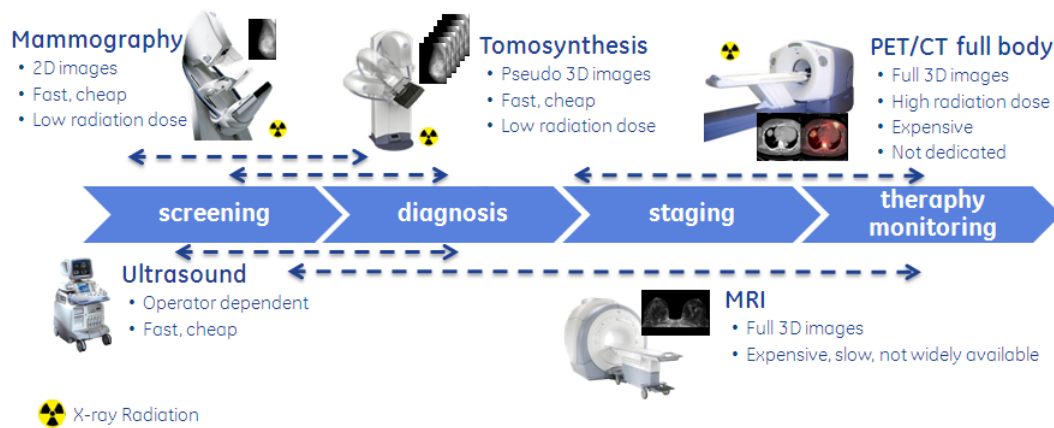 Mammography
• 2D images
• Fast, cheap
• Low radiation dose
Tomosynthesis
• Pseudo 3D images
• Fast, cheap
• Low radiation dose
PET/CT full body
• Full 3D images
• High radiation dose
• Expensive
• Not dedicated
screening
diagnosis
staging
theraphy
monitoring
Ultrasound
• Operator dependent
• Fast, cheap
MRI
• Full 3D images
• Expensive, slow, not widely available
X-ray Radiation